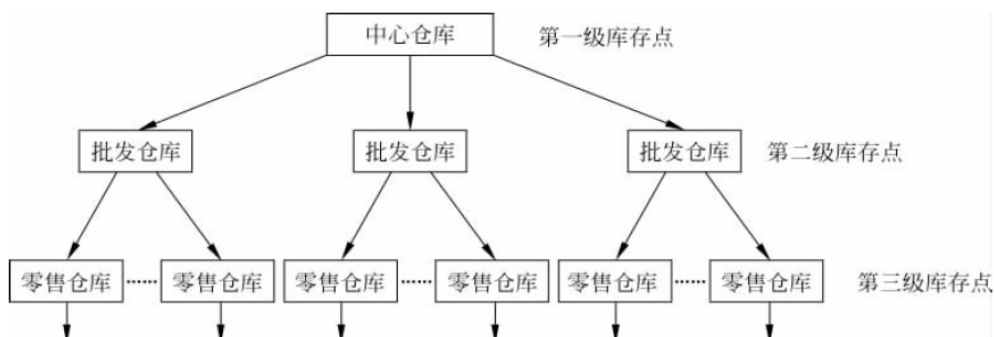 中心仓库 第一级库存点
批发仓库 批发仓库 批发仓库 第二级库存点
零售仓库 ...... 零售仓库 零售仓库 ...... 零售仓库 零售仓库 ...... 零售仓库 第三级库存点